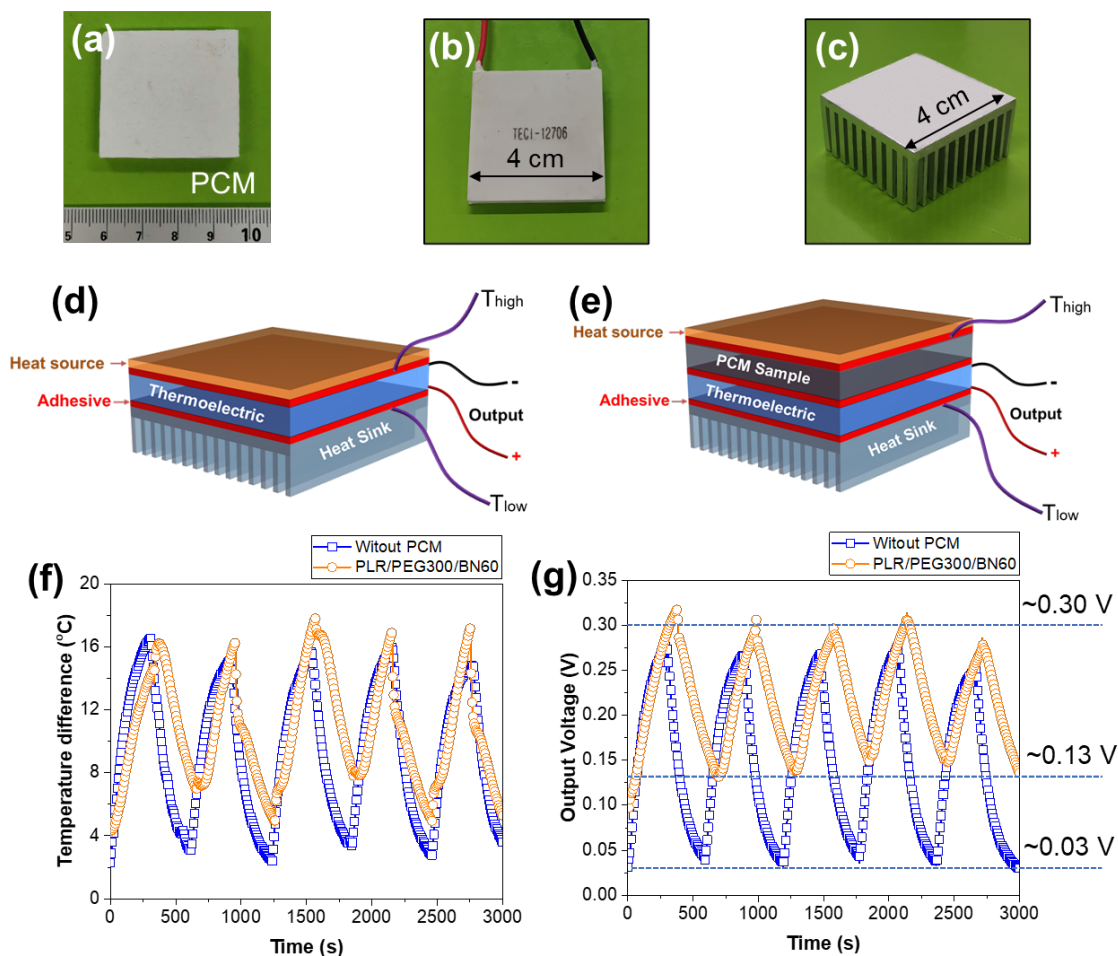 (a)
PCM
5 6 7 8 9 10
(b)
TEC1-12706
4 cm
(c)
4 cm
(d)
Thigh
Heat source
Thermoelectric
-
Adhesive
Output
Heat Sink
+
Tlow
(e)
Thigh
Heat source
PCM Sample
-
Thermoelectric
Adhesive
Output
Heat Sink
+
Tlow
(f)
Witout PCM
PLR/PEG300/BN60
Temperature difference (°C)
20
16
12
8
4
0
0 500 1000 1500 2000 2500 3000
Time (s)
(g)
Witout PCM
PLR/PEG300/BN60
Output Voltage (V)
0.35
0.30
0.25
0.20
0.15
0.10
0.05
0.00
~0.30 V
~0.13 V
~0.03 V
0 500 1000 1500 2000 2500 3000
Time (s)